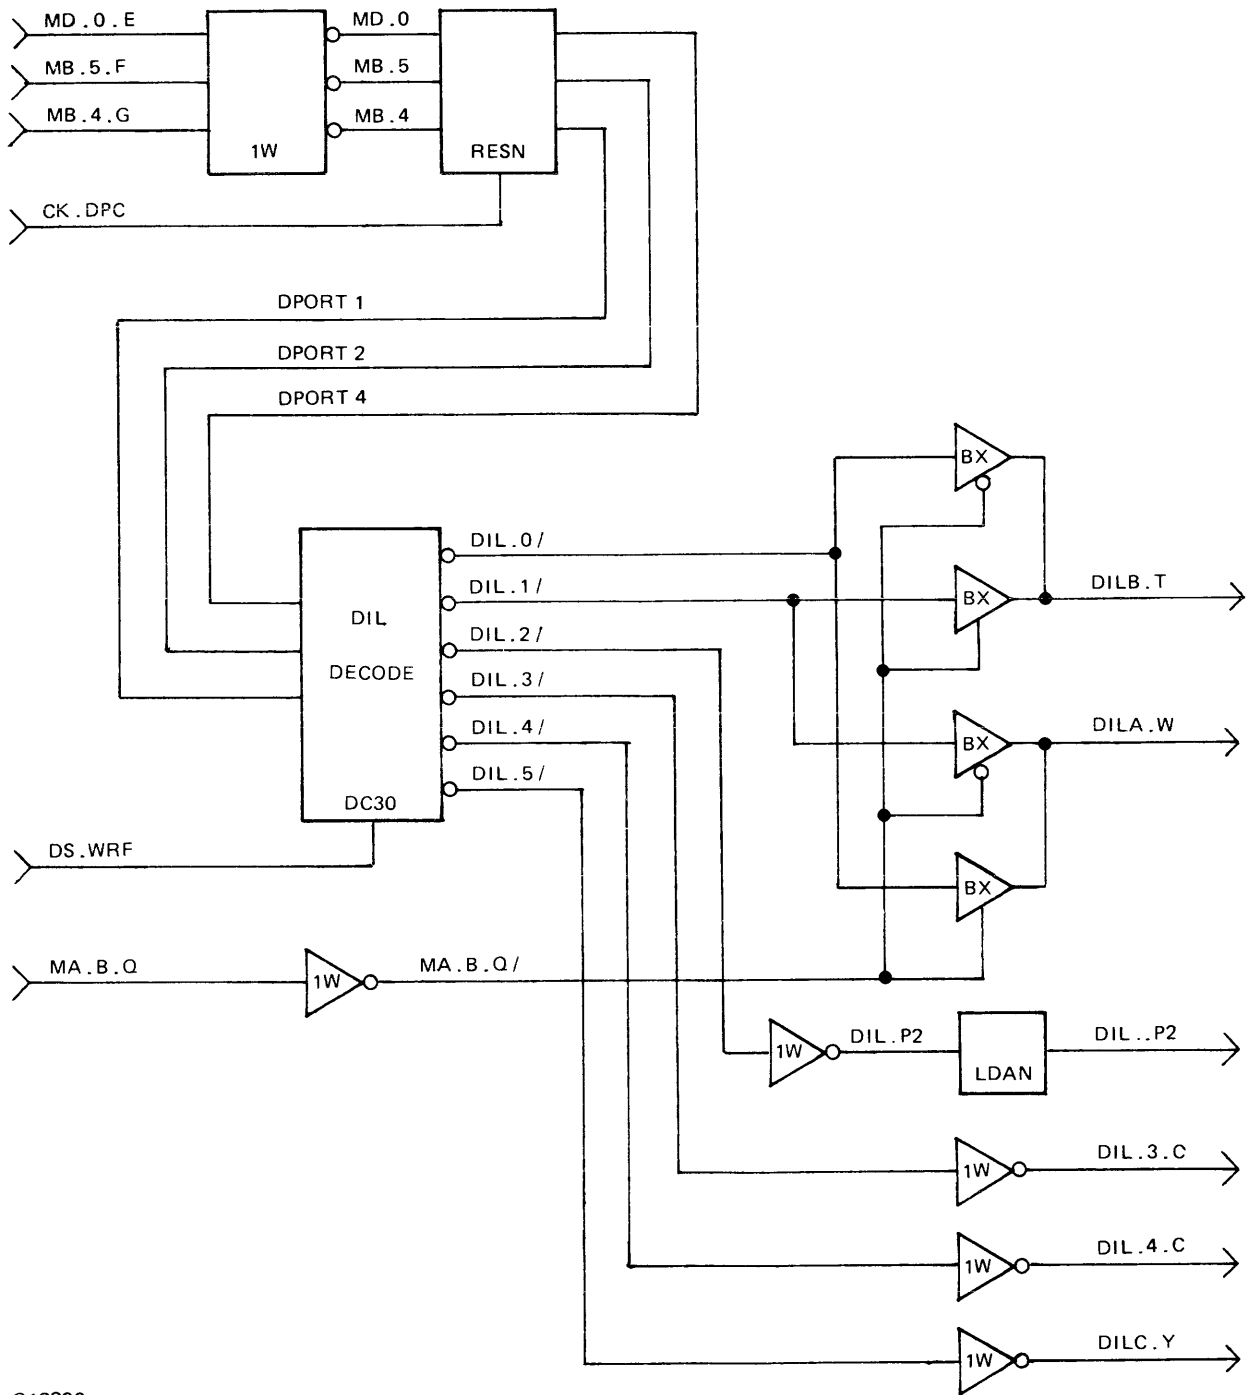 MD.0.E
MD.0
MB.5.F
MB.5
MB.4.G
MB.4
1W
RESN
CK.DPC
DPORT 1
DPORT 2
DPORT 4
BX
DIL.0/
DIL.1/
BX
DILB.T
DIL
DIL.2/
DECODE
DIL.3/
DIL.4/
BX
DILA.W
DIL.5/
DC30
DS.WRF
BX
MA.B.Q
1W
MA.B.Q/
1W
DIL.P2
LDAN
DIL..P2
1W
DIL.3.C
1W
DIL.4.C
1W
DILC.Y